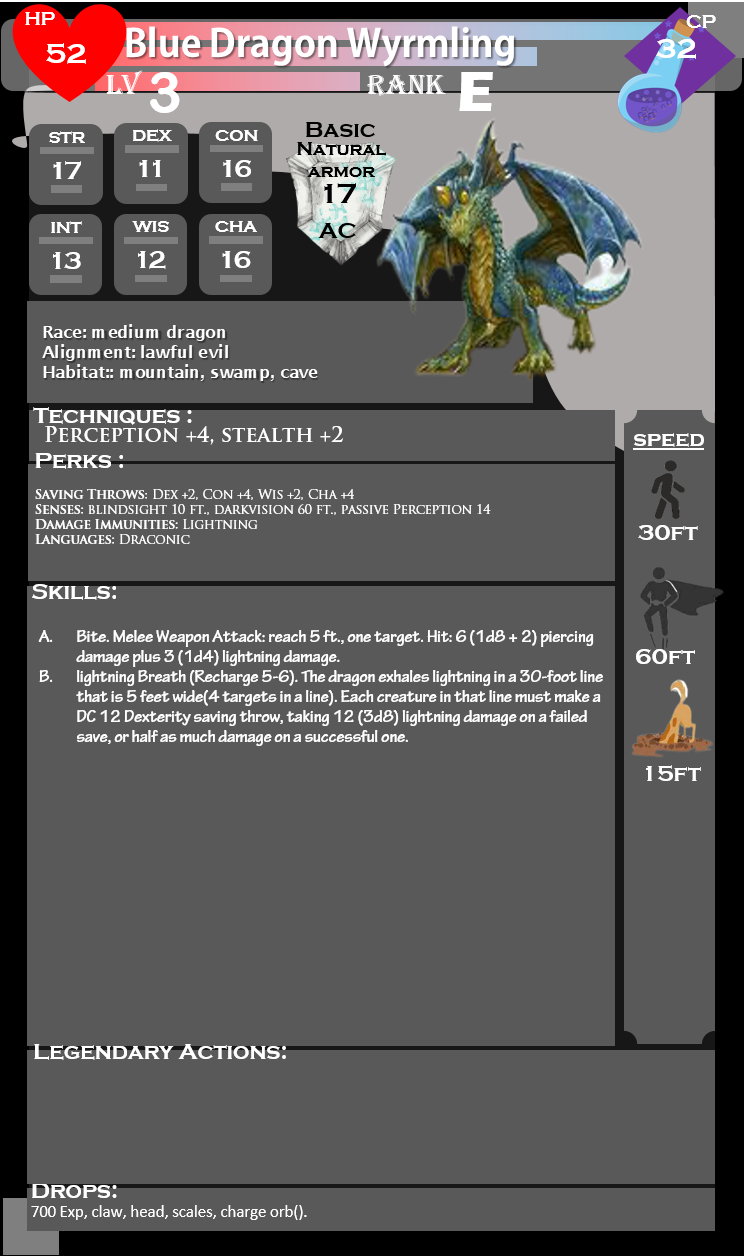 HP
52
Blue Dragon Wyrmling
CP
32
LV 3
RANK E
STR
17
DEX
11
CON
16
INT
13
WIS
12
CHA
16
Basic
Natural
armor
17
AC
Race: medium dragon
Alignment: lawful evil
Habitat:: mountain, swamp, cave
Techniques :
Perception +4, stealth +2
Perks :
Saving Throws: Dex +2, Con +4, Wis +2, Cha +4
Senses: blindsight 10 ft., darkvision 60 ft., passive Perception 14
Damage Immunities: Lightning
Languages: Draconic
Skills:
A. Bite. Melee Weapon Attack: reach 5 ft., one target. Hit: 6 (1d8 + 2) piercing
damage plus 3 (1d4) lightning damage.
B. lightning Breath (Recharge 5-6). The dragon exhales lightning in a 30-foot line
that is 5 feet wide(4 targets in a line). Each creature in that line must make a
DC 12 Dexterity saving throw, taking 12 (3d8) lightning damage on a failed
save, or half as much damage on a successful one.
SPEED
30FT
60FT
15FT
Legendary Actions:
Drops:
700 Exp, claw, head, scales, charge orb().